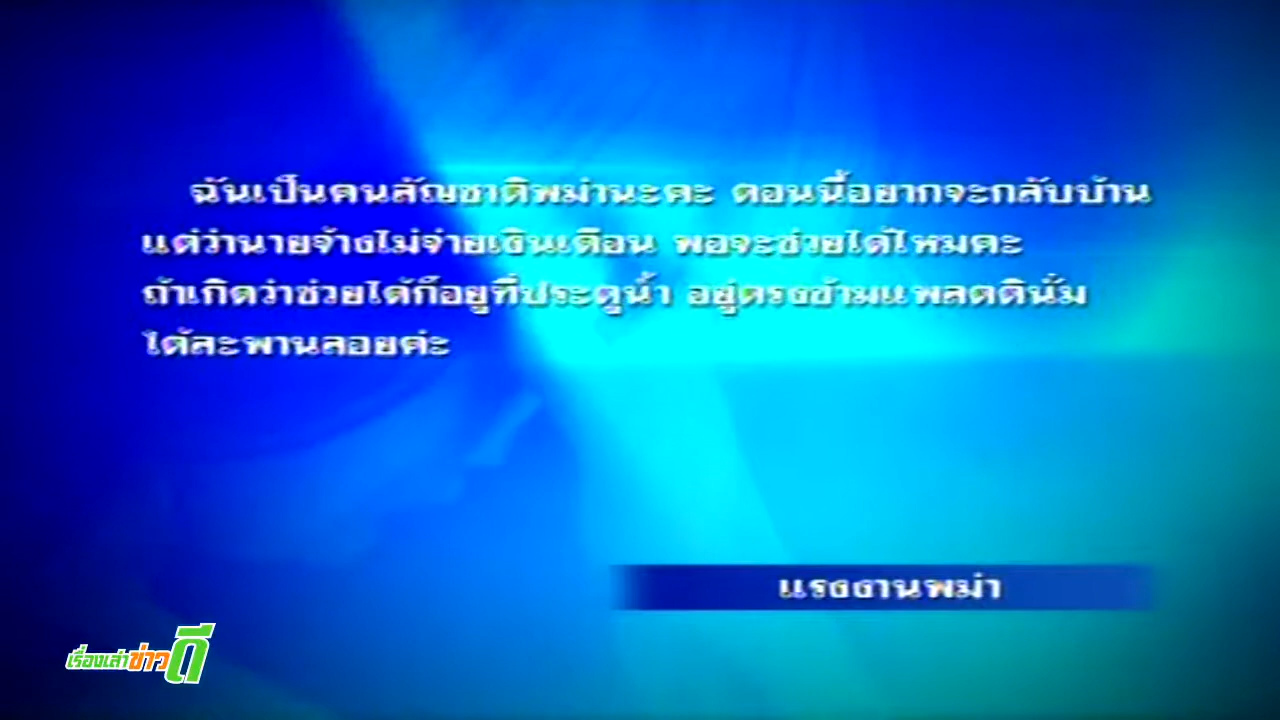 ฉันเป็นคนสัญชาติพม่านะคะ ตอนนี้อยากจะกลับบ้าน
แต่ว่านายจ้างไม่จ่ายเงินเดือน พอจะช่วยได้ไหมคะ
ถ้าเกิดว่าช่วยได้ก็อยู่ที่ประตูน้ำ อยู่ตรงข้ามแพลตตินั่ม
ใต้สะพานลอยค่ะ
แรงงานพม่า
เรื่องเล่าข่าวดี